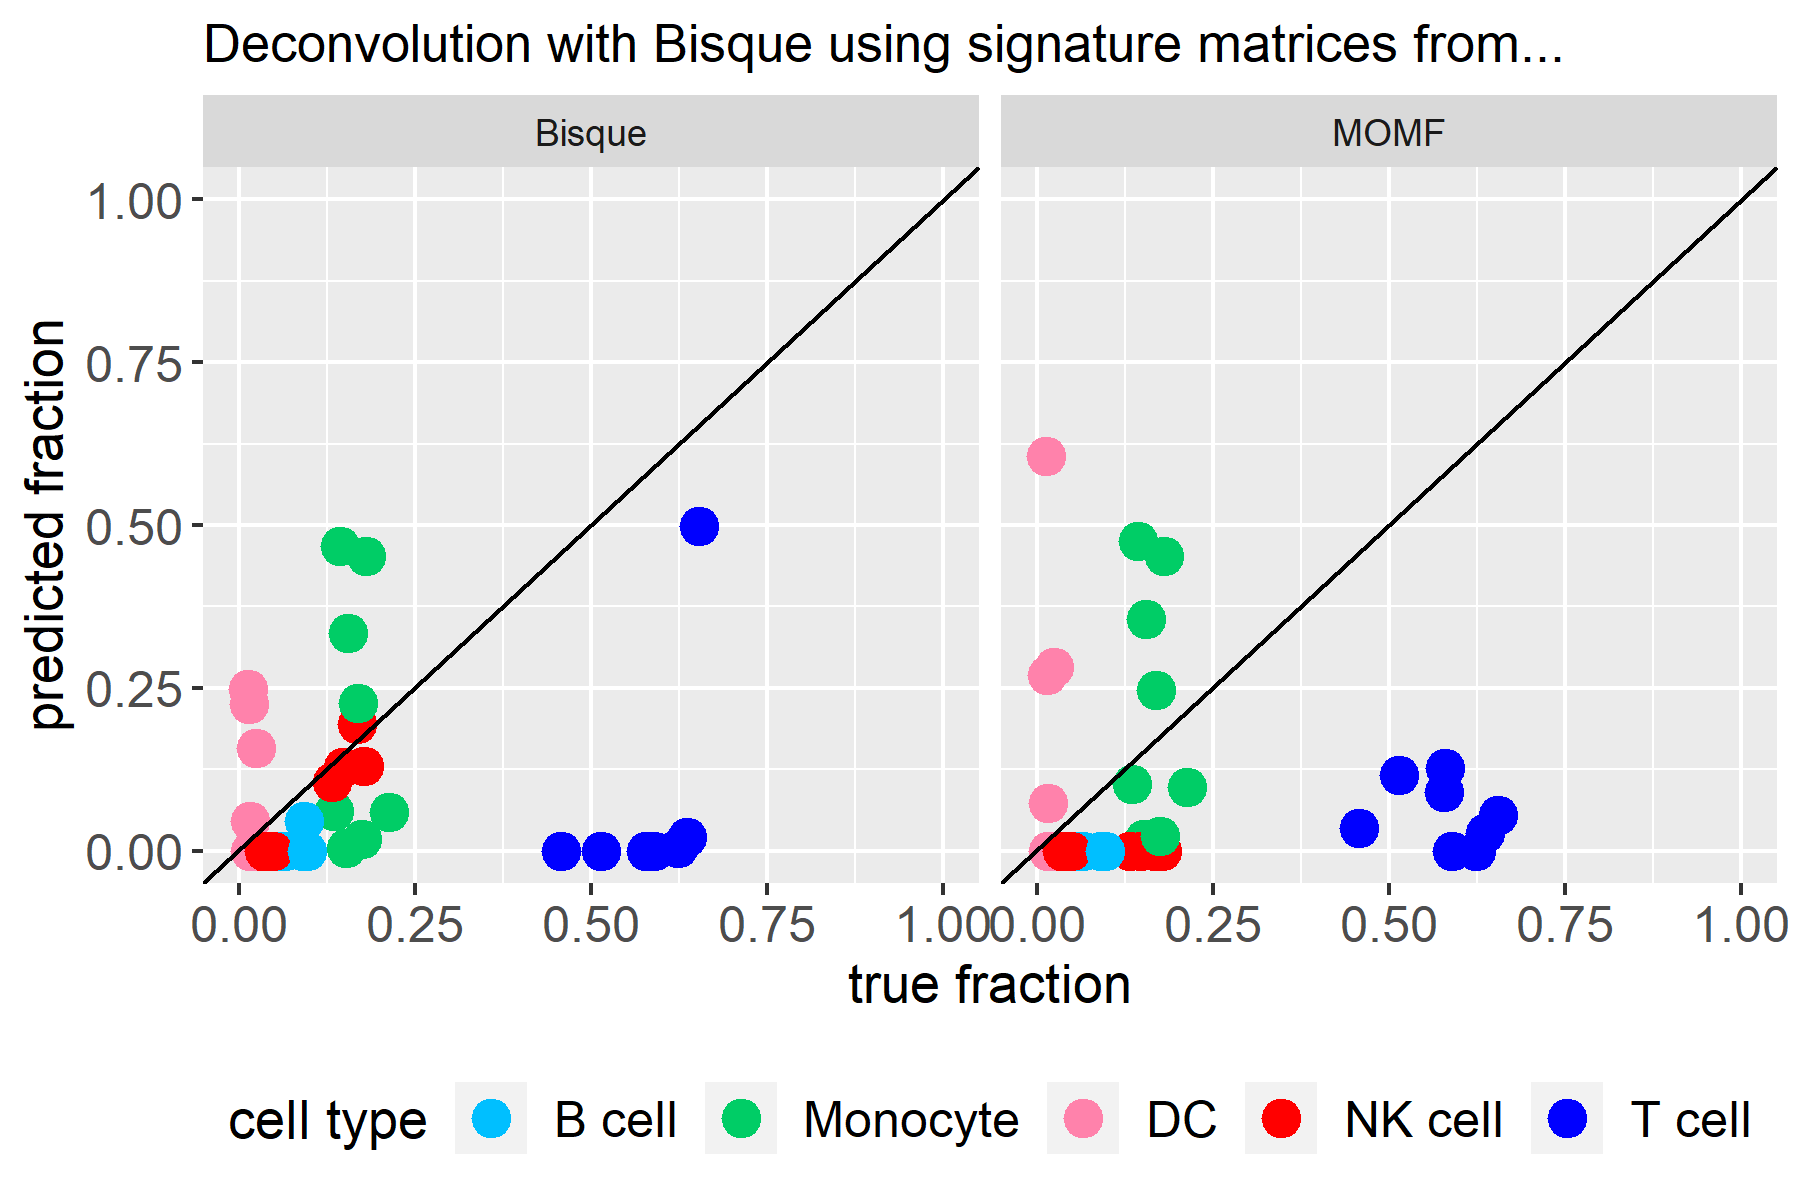 Deconvolution with Bisque using signature matrices from...
Bisque MOMF
1.00
0.75
0.50
0.25
0.00
predicted fraction
0.00 0.25 0.50 0.75 1.00 0.00 0.25 0.50 0.75 1.00
true fraction
cell type B cell Monocyte DC NK cell T cell